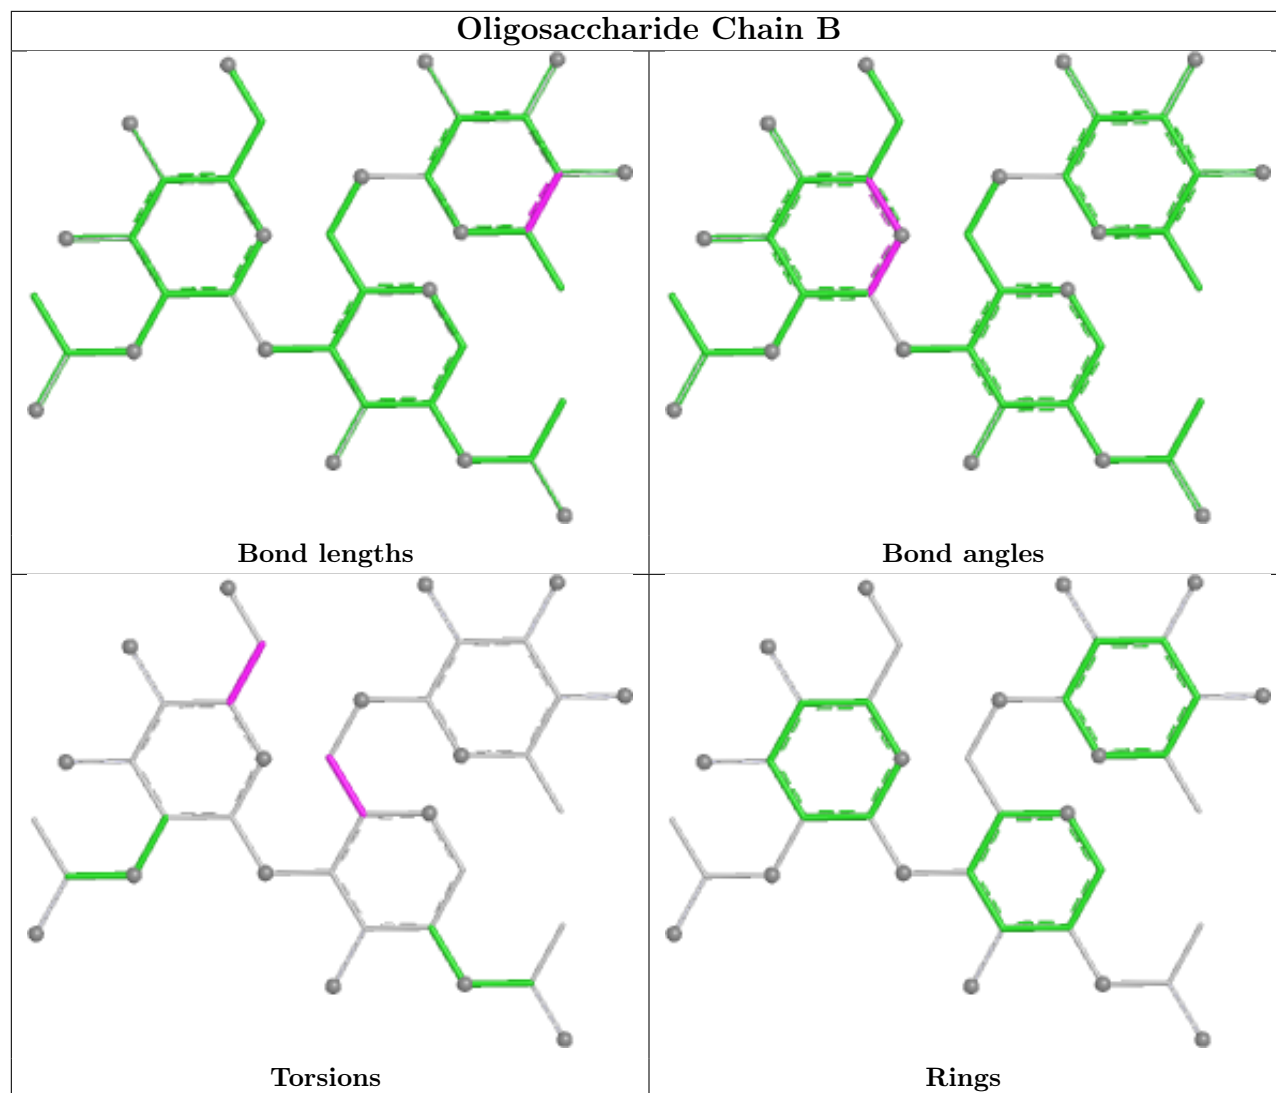 Oligosaccharide Chain B
Bond lengths
Bond angles
Torsions
Rings